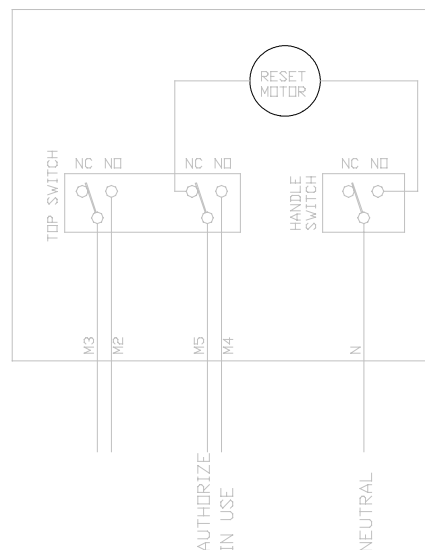 RESET
MOTOR
NC NO
NC NO
NC NO
TOP SWITCH
HANDLE
SWITCH
M3
M2
M5
M4
N
AUTHORIZE
IN USE
NEUTRAL